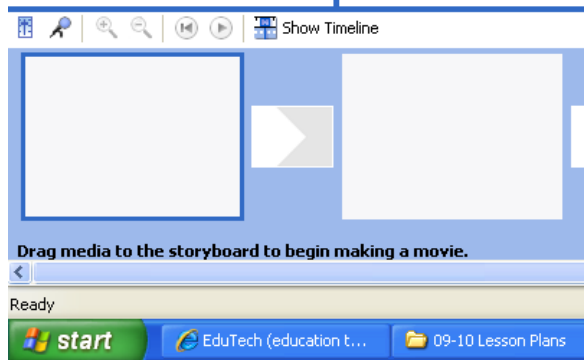 Show Timeline
Drag media to the storyboard to begin making a movie.
Ready
start EduTech (education t... 09-10 Lesson Plans